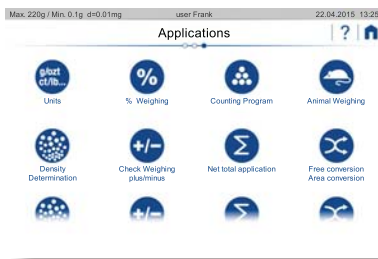 Max. 220g / Min. 0.1g d=0.01mg user Frank 22.04.2015 13:25
Applications
?
g/ozt
ct/lb...
%
+/-
Σ
Units
% Weighing
Counting Program
Animal Weighing
Density
Determination
Check Weighing
plus/minus
Net total application
Free conversion
Area conversion
+/-